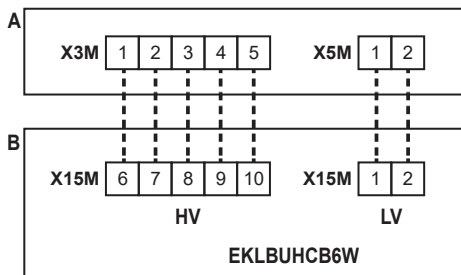 A
X3M 1 2 3 4 5 X5M 1 2
B
X15M 6 7 8 9 10 X15M 1 2
HV LV
EKLBUHCB6W